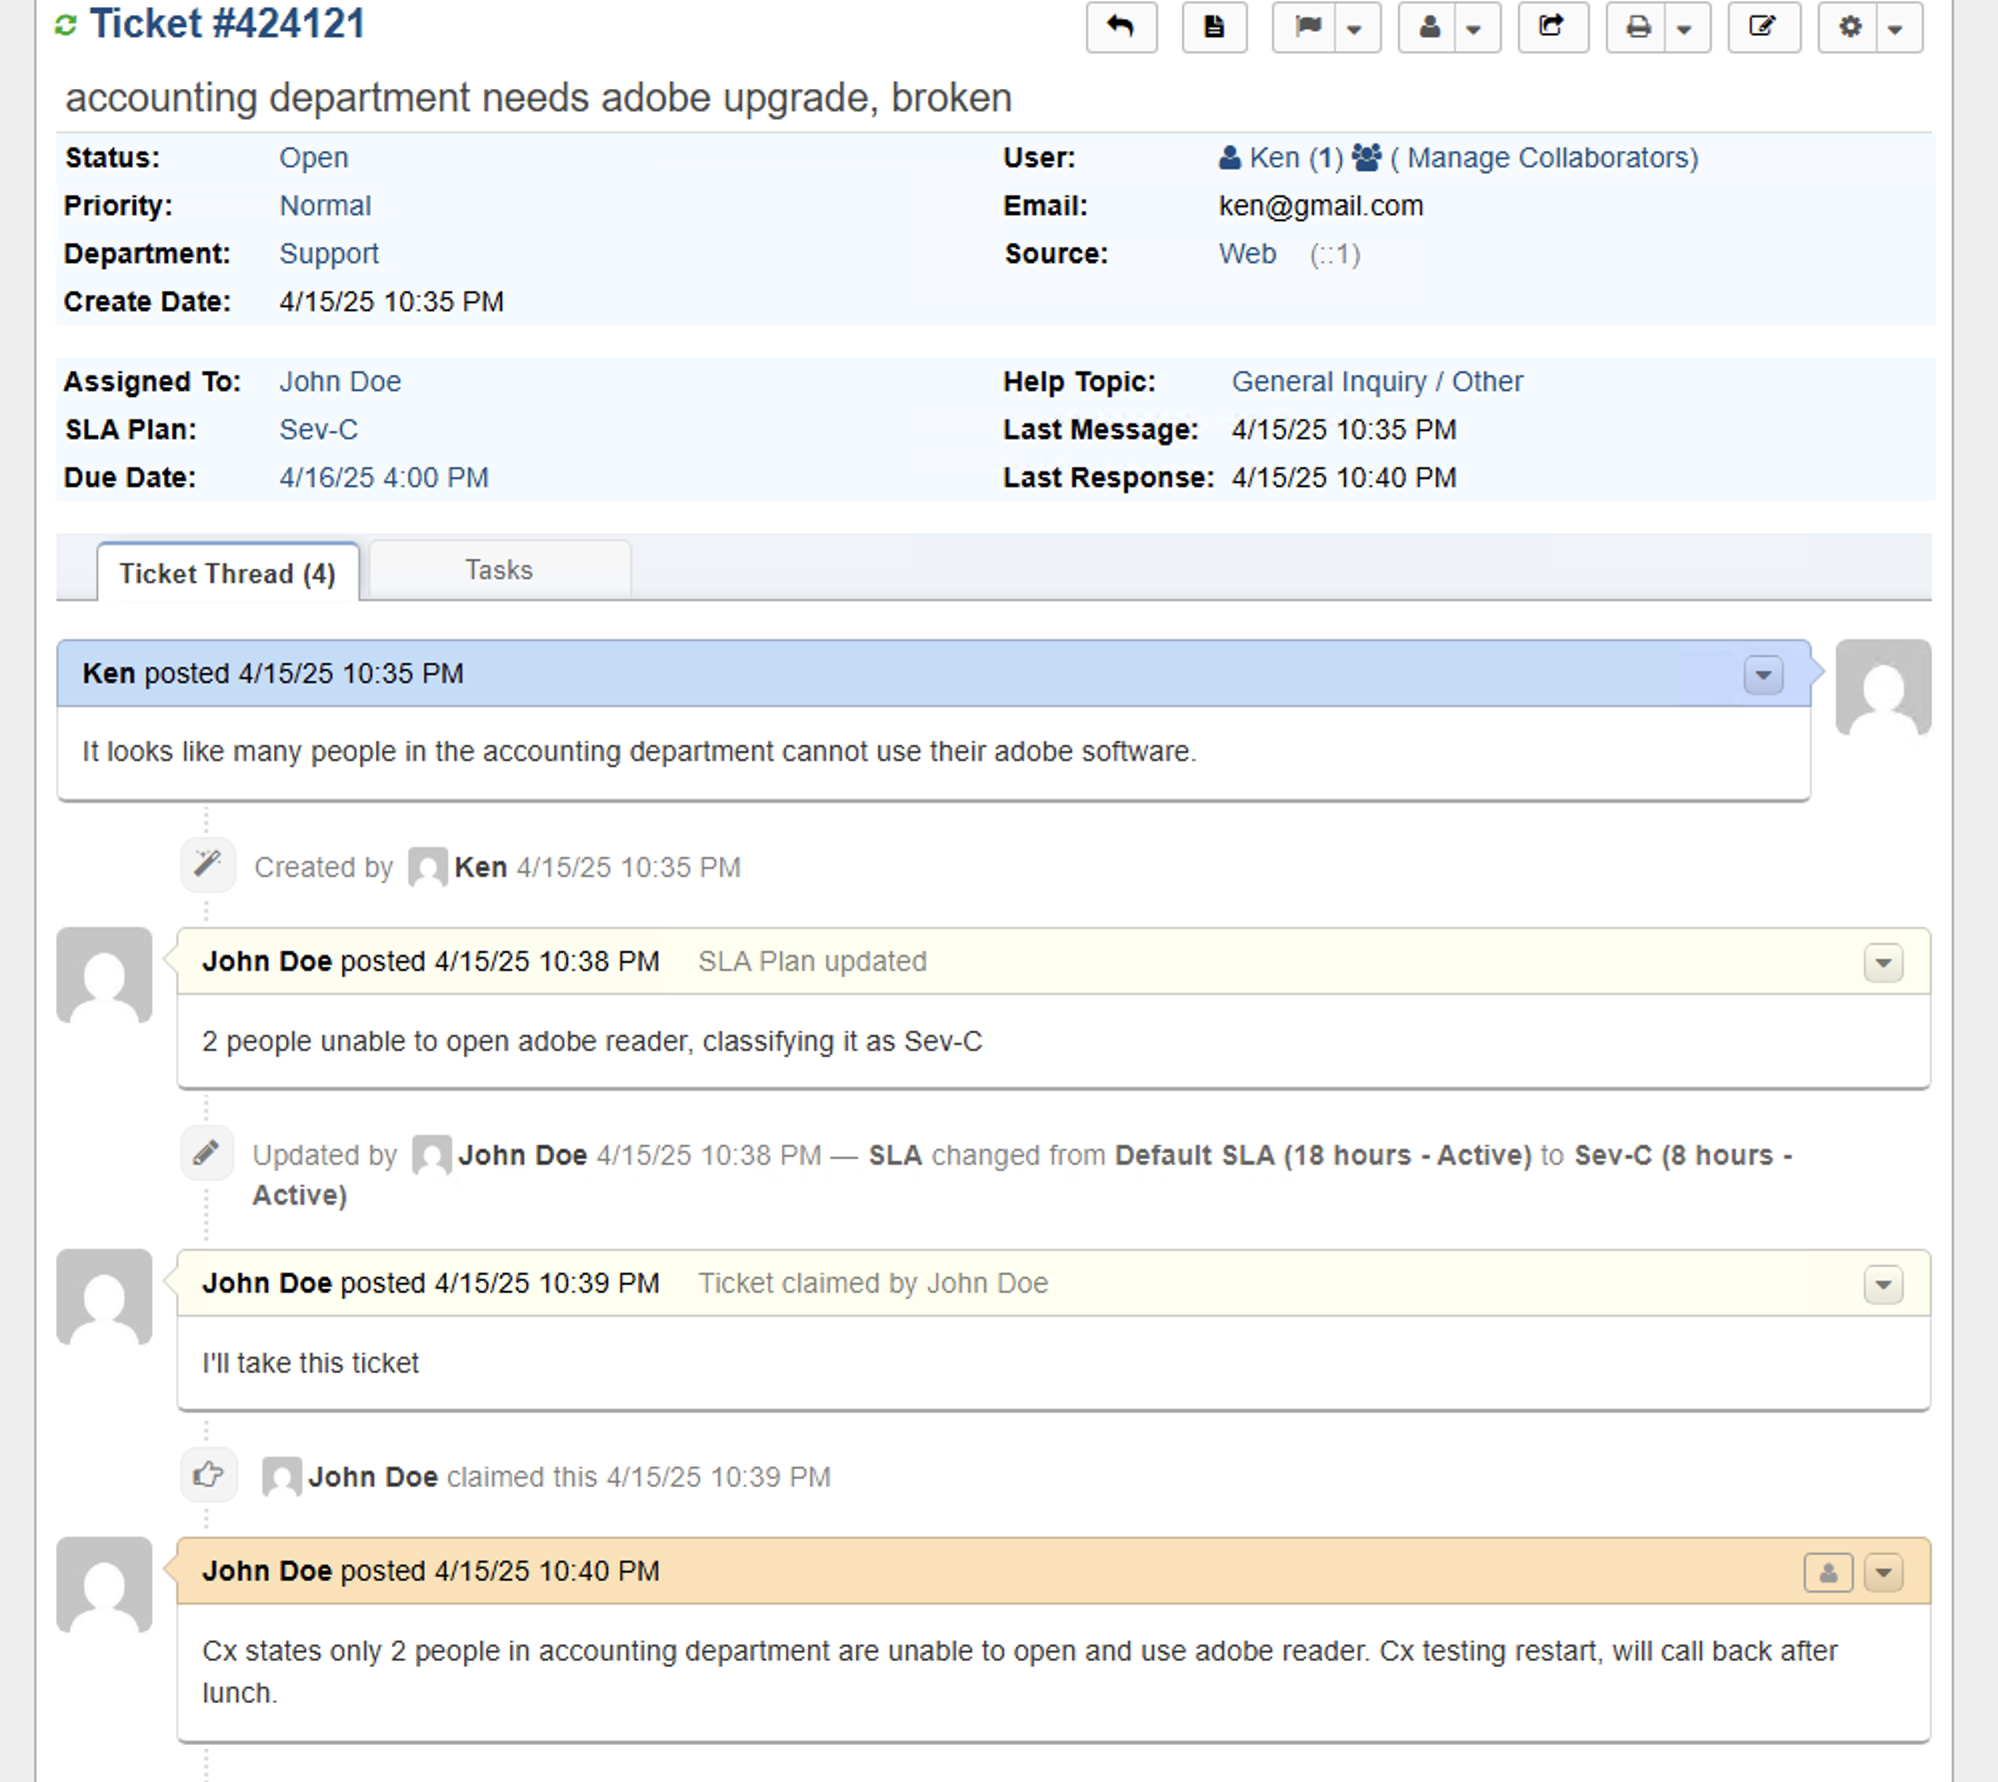 Ticket #424121
accounting department needs adobe upgrade, broken
Status: Open
Priority: Normal
Department: Support
Create Date: 4/15/25 10:35 PM
User: Ken (1) ( Manage Collaborators)
Email: ken@gmail.com
Source: Web (::1)
Assigned To: John Doe
SLA Plan: Sev-C
Due Date: 4/16/25 4:00 PM
Help Topic: General Inquiry / Other
Last Message: 4/15/25 10:35 PM
Last Response: 4/15/25 10:40 PM
Ticket Thread (4) Tasks
Ken posted 4/15/25 10:35 PM
It looks like many people in the accounting department cannot use their adobe software.
Created by Ken 4/15/25 10:35 PM
John Doe posted 4/15/25 10:38 PM SLA Plan updated
2 people unable to open adobe reader, classifying it as Sev-C
Updated by John Doe 4/15/25 10:38 PM — SLA changed from Default SLA (18 hours - Active) to Sev-C (8 hours -
Active)
John Doe posted 4/15/25 10:39 PM Ticket claimed by John Doe
I'll take this ticket
John Doe claimed this 4/15/25 10:39 PM
John Doe posted 4/15/25 10:40 PM
Cx states only 2 people in accounting department are unable to open and use adobe reader. Cx testing restart, will call back after
lunch.